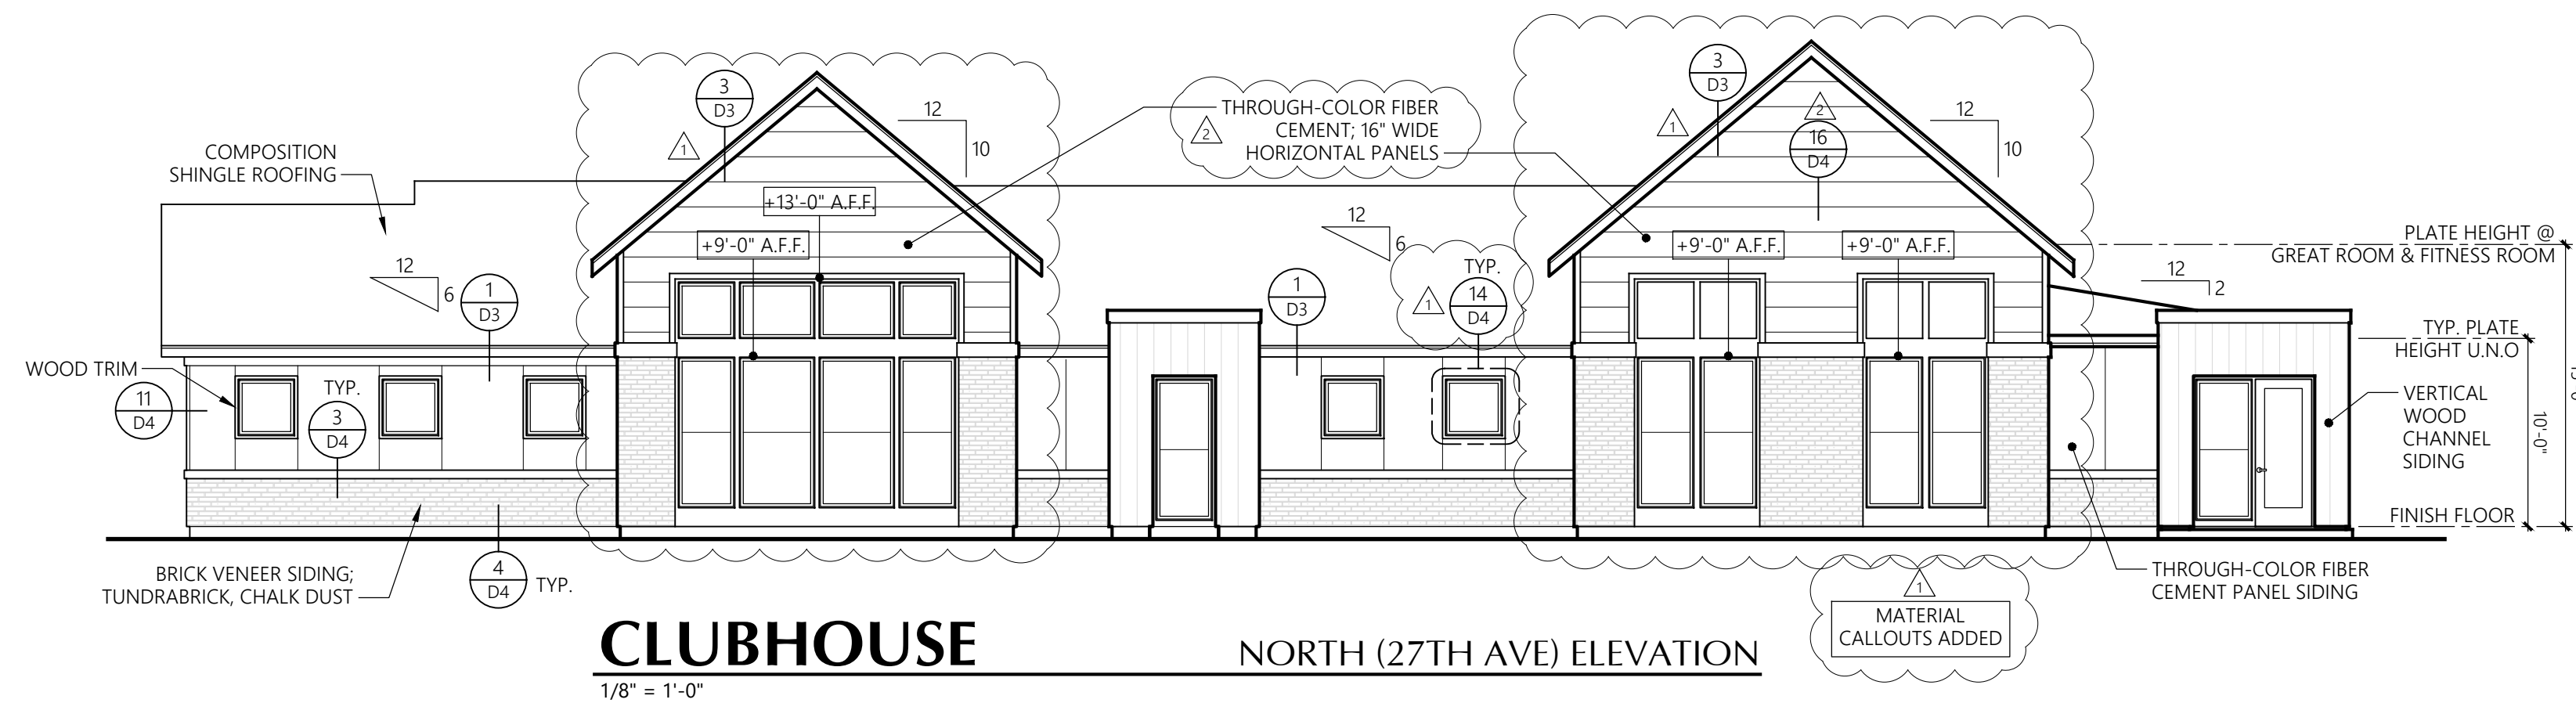 3
D3
1
12
10
THROUGH-COLOR FIBER
CEMENT; 16" WIDE
HORIZONTAL PANELS
2
3
D3
1
2
16
D4
12
10
COMPOSITION
SHINGLE ROOFING
+13'-0" A.F.F.
+9'-0" A.F.F.
12
6
+9'-0" A.F.F.
+9'-0" A.F.F.
PLATE HEIGHT @
GREAT ROOM & FITNESS ROOM
12
6
1
D3
1
D3
TYP.
1
14
D4
12
2
TYP. PLATE
HEIGHT U.N.O
WOOD TRIM
11
D4
TYP.
3
D4
VERTICAL
WOOD
CHANNEL
SIDING
10'-0"
FINISH FLOOR
BRICK VENEER SIDING;
TUNDRABRICK, CHALK DUST
4
D4
TYP.
THROUGH-COLOR FIBER
CEMENT PANEL SIDING
1
MATERIAL
CALLOUTS ADDED
CLUBHOUSE
NORTH (27TH AVE) ELEVATION
1/8" = 1'-0"